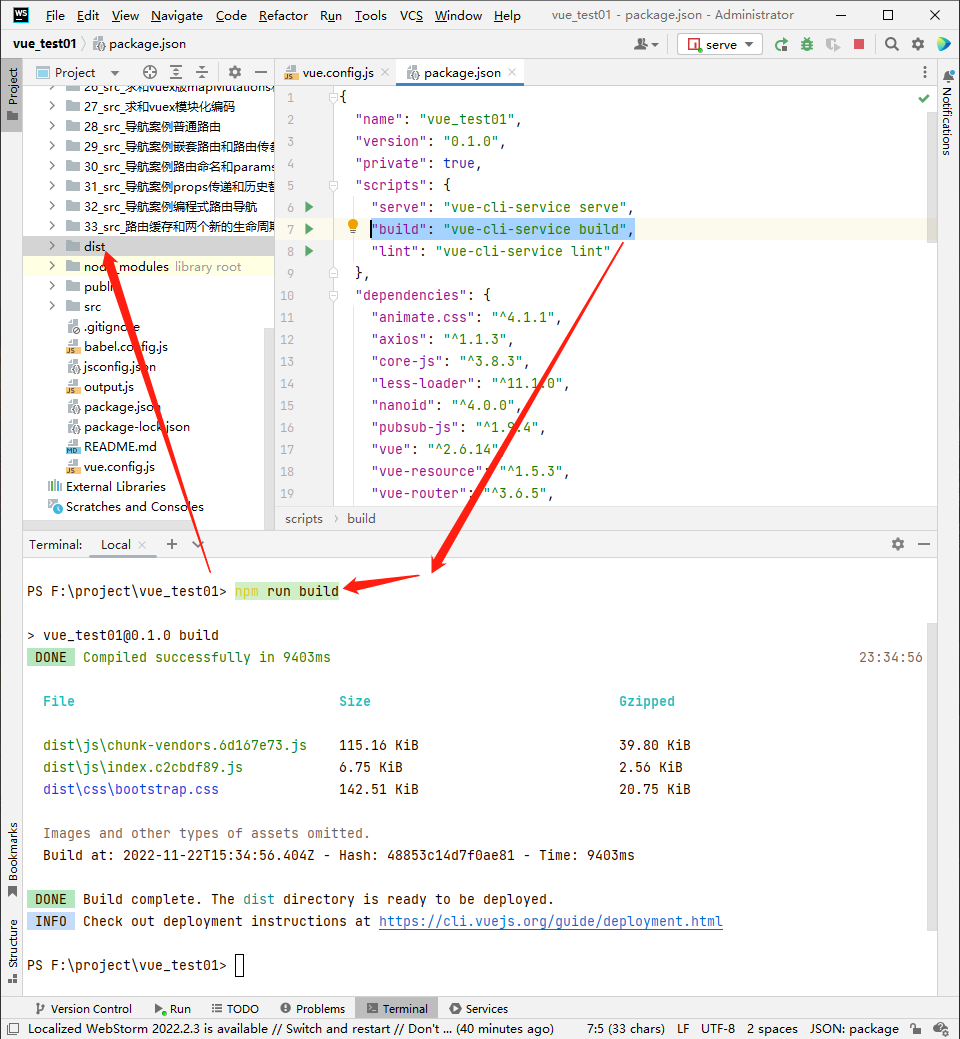 WS File Edit View Navigate Code Refactor Run Tools VCS Window Help vue_test01 - package.json - Administrator
vue_test01 package.json serve
Project
Project
vue.config.js
package.json
Notifications
26_src_求和vuex版mapMutations和
27_src_求和vuex模块化编码
28_src_导航案例普通路由
29_src_导航案例嵌套路由和路由传参
30_src_导航案例路由命名和params
31_src_导航案例props传递和历史替
32_src_导航案例编程式路由导航
33_src_路由缓存和两个新的生命周期
dist
node_modules library root
public
src
.gitignore
babel.config.js
jsconfig.json
output.js
package.json
package-lock.json
README.md
vue.config.js
External Libraries
Scratches and Consoles
1 {
2 "name": "vue_test01",
3 "version": "0.1.0",
4 "private": true,
5 "scripts": {
6 "serve": "vue-cli-service serve",
7 "build": "vue-cli-service build",
8 "lint": "vue-cli-service lint"
9 },
10 "dependencies": {
11 "animate.css": "^4.1.1",
12 "axios": "^1.1.3",
13 "core-js": "^3.8.3",
14 "less-loader": "^11.1.0",
15 "nanoid": "^4.0.0",
16 "pubsub-js": "^1.9.4",
17 "vue": "^2.6.14",
18 "vue-resource": "^1.5.3",
19 "vue-router": "^3.6.5",
scripts build
Terminal: Local
PS F:\project\vue_test01> npm run build
> vue_test01@0.1.0 build
DONE Compiled successfully in 9403ms 23:34:56
File Size Gzipped
dist\js\chunk-vendors.6d167e73.js 115.16 KiB 39.80 KiB
dist\js\index.c2cbdf89.js 6.75 KiB 2.56 KiB
dist\css\bootstrap.css 142.51 KiB 20.75 KiB
Images and other types of assets omitted.
Build at: 2022-11-22T15:34:56.404Z - Hash: 48853c14d7f0ae81 - Time: 9403ms
DONE Build complete. The dist directory is ready to be deployed.
INFO Check out deployment instructions at https://cli.vuejs.org/guide/deployment.html
PS F:\project\vue_test01>
Bookmarks
Structure
Version Control Run TODO Problems Terminal Services
Localized WebStorm 2022.2.3 is available // Switch and restart // Don't ... (40 minutes ago) 7:5 (33 chars) LF UTF-8 2 spaces JSON: package